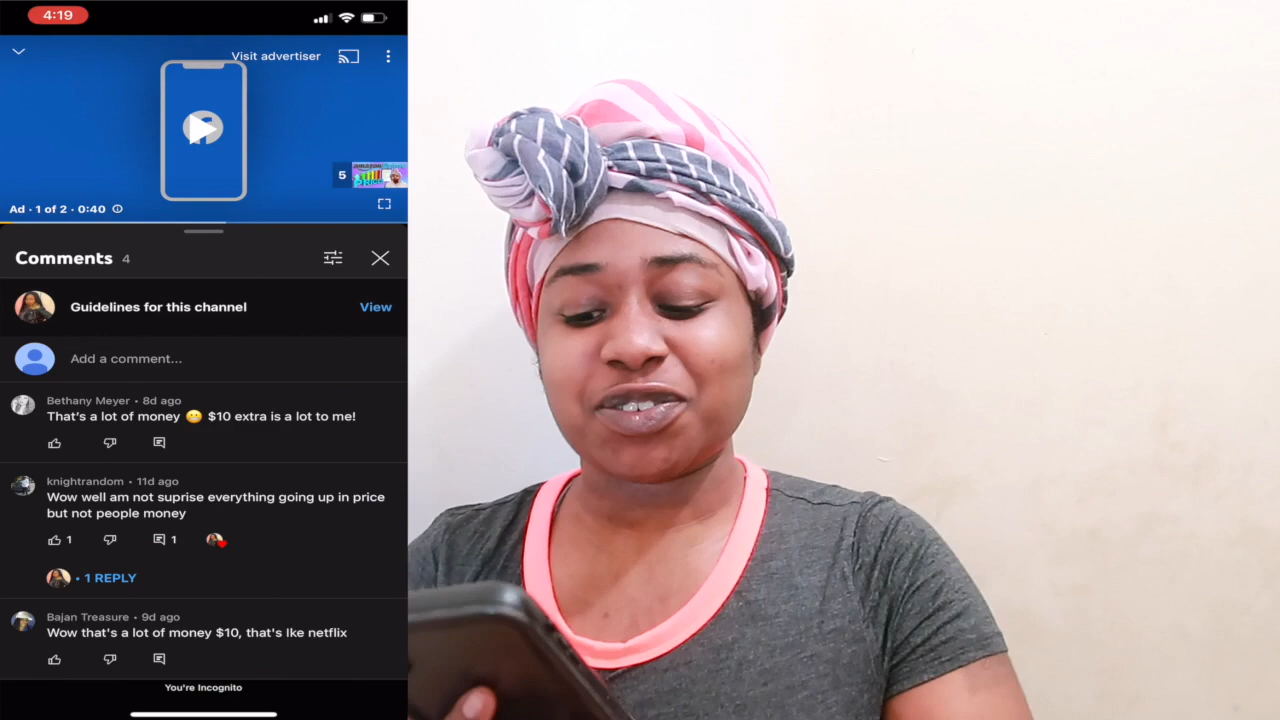 4:19
Visit advertiser
5
Ad · 1 of 2 · 0:40
Comments 4
Guidelines for this channel View
Add a comment...
Bethany Meyer • 8d ago
That's a lot of money 😬 $10 extra is a lot to me!
knightrandom • 11d ago
Wow well am not suprise everything going up in price
but not people money
1 1
• 1 REPLY
Bajan Treasure • 9d ago
Wow that's a lot of money $10, that's lke netflix
You're Incognito